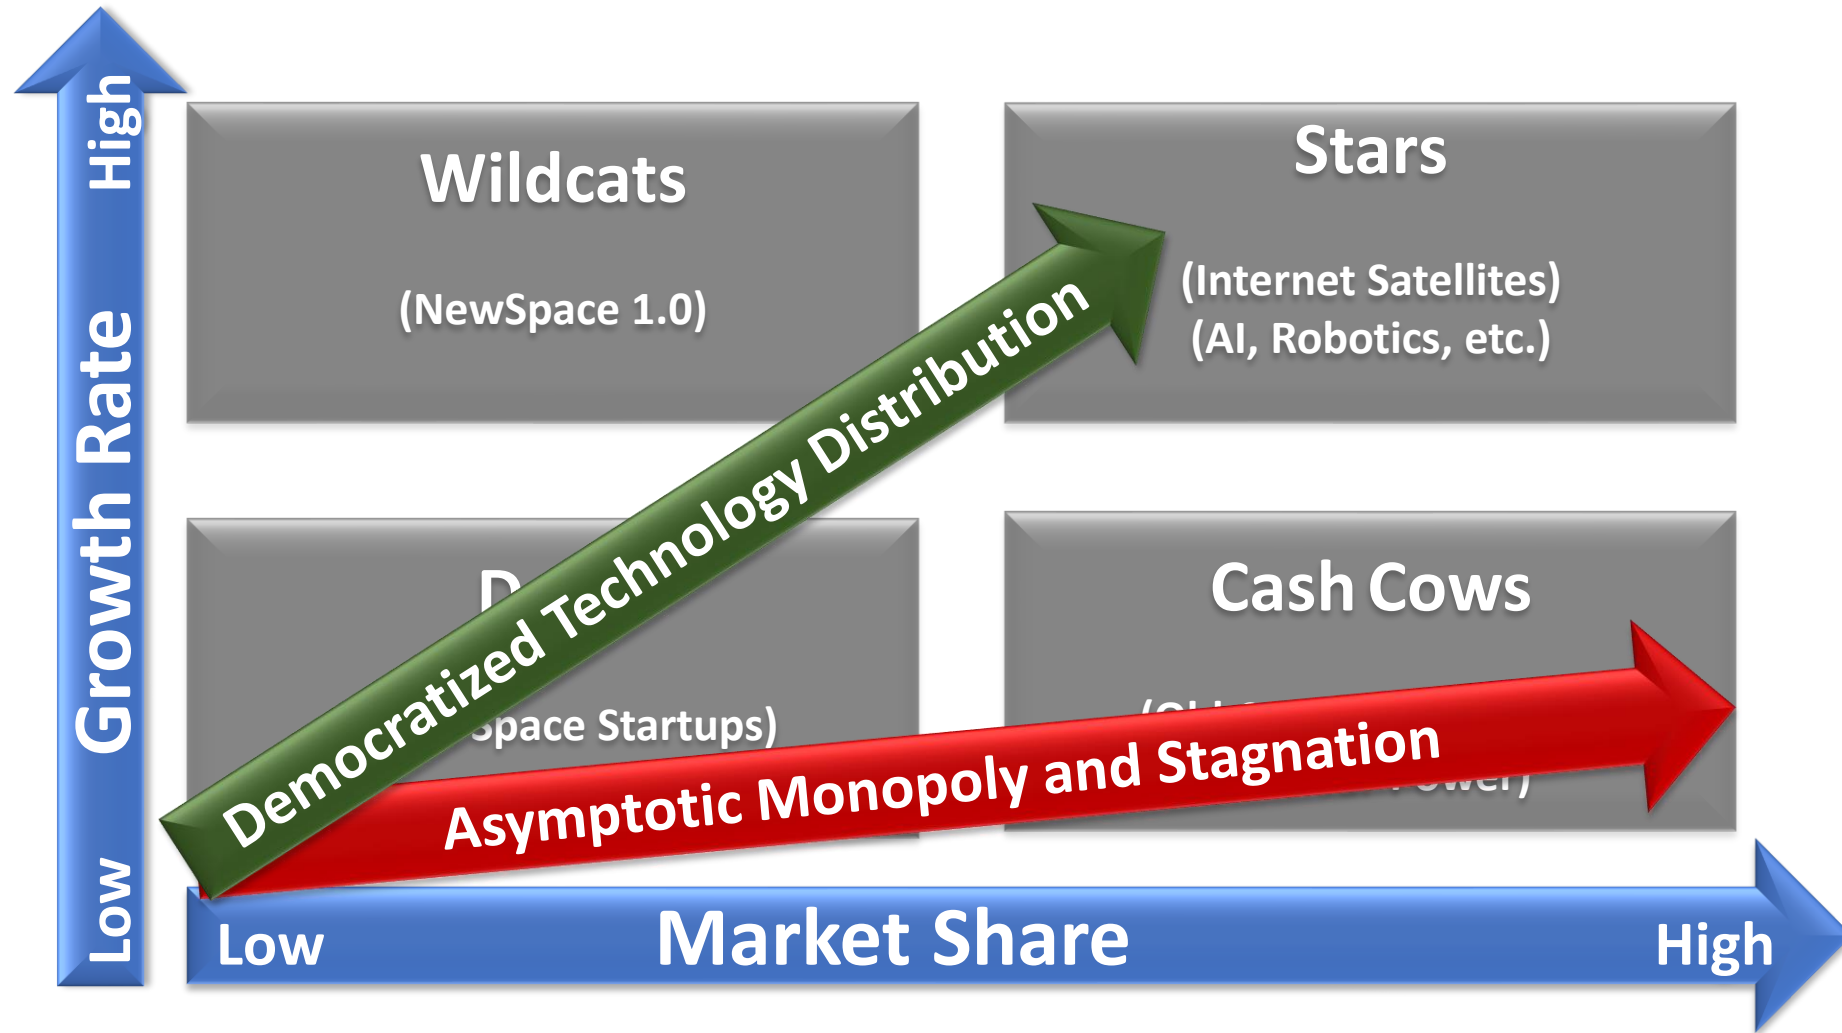 High
Growth Rate
Low
Wildcats
(NewSpace 1.0)
Stars
(Internet Satellites)
(AI, Robotics, etc.)
Democratized Technology Distribution
Space Startups)
Cash Cows
Asymptotic Monopoly and Stagnation
Low
Market Share
High